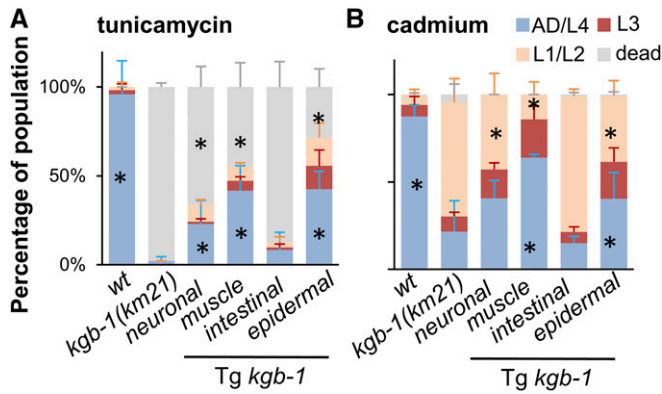 A tunicamycin
B cadmium
AD/L4 L3
L1/L2 dead
Percentage of population
100%
50%
0%
* * * * * * * *
* * * * * *
wt
kgb-1(km21)
neuronal
muscle
intestinal
epidermal
Tg kgb-1
wt
kgb-1(km21)
neuronal
muscle
intestinal
epidermal
Tg kgb-1